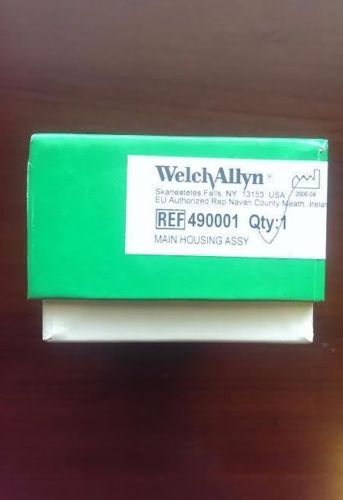 WelchAllyn®
Skaneateles Falls, NY 13153 USA
2006-04
EU Authorized Rep Navan County Meath, Irelan
REF 490001 Qty:1
MAIN HOUSING ASSY